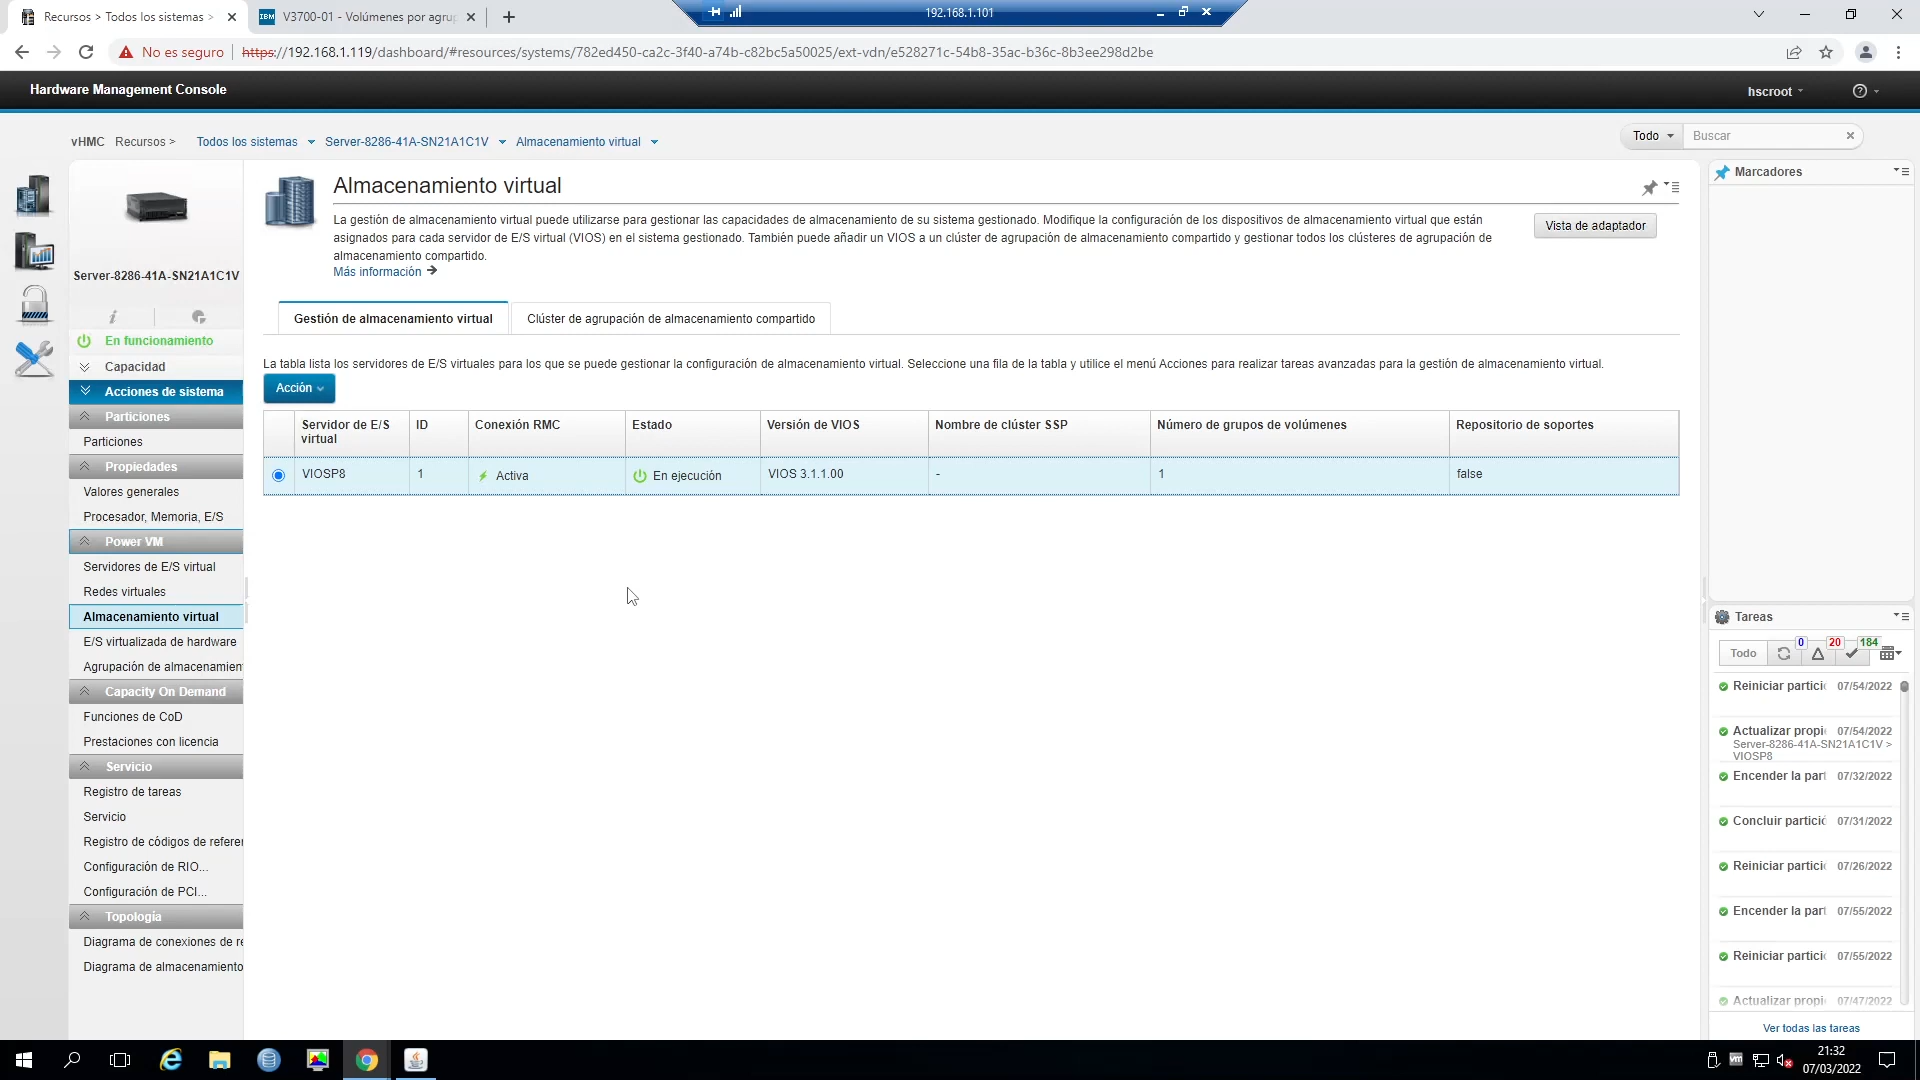 Recursos > Todos los sistemas >
V3700-01 - Volúmenes por agrup
192.168.1.101
No es seguro
https://192.168.1.119/dashboard/#resources/systems/782ed450-ca2c-3f40-a74b-c82bc5a50025/ext-vdn/e528271c-54b8-35ac-b36c-8b3ee298d2be
Hardware Management Console
hscroot
vHMC Recursos > Todos los sistemas Server-8286-41A-SN21A1C1V Almacenamiento virtual
Todo Buscar
Server-8286-41A-SN21A1C1V
En funcionamiento
Capacidad
Acciones de sistema
Particiones
Particiones
Propiedades
Valores generales
Procesador, Memoria, E/S
Power VM
Servidores de E/S virtual
Redes virtuales
Almacenamiento virtual
E/S virtualizada de hardware
Agrupación de almacenamien
Capacity On Demand
Funciones de CoD
Prestaciones con licencia
Servicio
Registro de tareas
Servicio
Registro de códigos de referen
Configuración de RIO...
Configuración de PCI...
Topología
Diagrama de conexiones de re
Diagrama de almacenamiento
Almacenamiento virtual
La gestión de almacenamiento virtual puede utilizarse para gestionar las capacidades de almacenamiento de su sistema gestionado. Modifique la configuración de los dispositivos de almacenamiento virtual que están
asignados para cada servidor de E/S virtual (VIOS) en el sistema gestionado. También puede añadir un VIOS a un clúster de agrupación de almacenamiento compartido y gestionar todos los clústeres de agrupación de
almacenamiento compartido.
Más información
Vista de adaptador
Gestión de almacenamiento virtual Clúster de agrupación de almacenamiento compartido
La tabla lista los servidores de E/S virtuales para los que se puede gestionar la configuración de almacenamiento virtual. Seleccione una fila de la tabla y utilice el menú Acciones para realizar tareas avanzadas para la gestión de almacenamiento virtual.
Acción
Servidor de E/S virtual ID Conexión RMC Estado Versión de VIOS Nombre de clúster SSP Número de grupos de volúmenes Repositorio de soportes
VIOSP8 1 Activa En ejecución VIOS 3.1.1.00 - 1 false
Marcadores
Tareas
Todo 0 20 184
Reiniciar partici 07/54/2022
Actualizar propi 07/54/2022
Server-8286-41A-SN21A1C1V >
VIOSP8
Encender la part 07/32/2022
Concluir partició 07/31/2022
Reiniciar partici 07/26/2022
Encender la part 07/55/2022
Reiniciar partici 07/55/2022
Actualizar propi 07/47/2022
Ver todas las tareas
21:32
07/03/2022